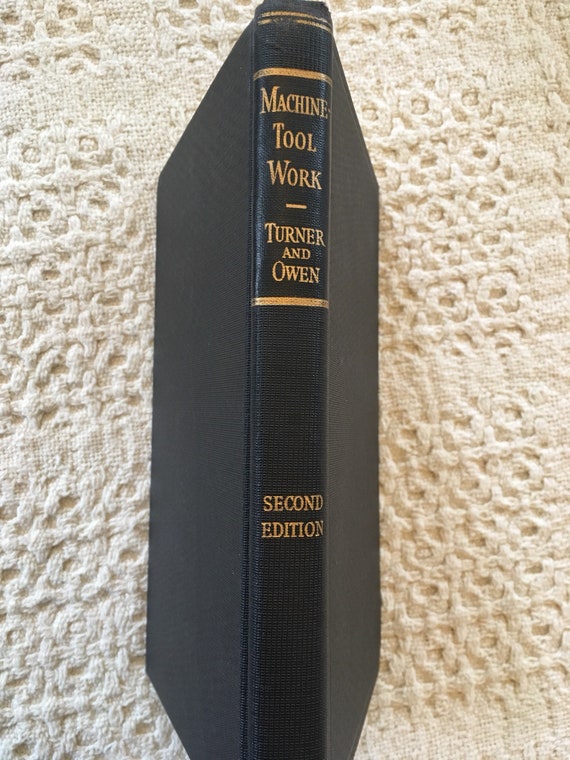 MACHINE-
TOOL
WORK
TURNER
AND
OWEN
SECOND
EDITION